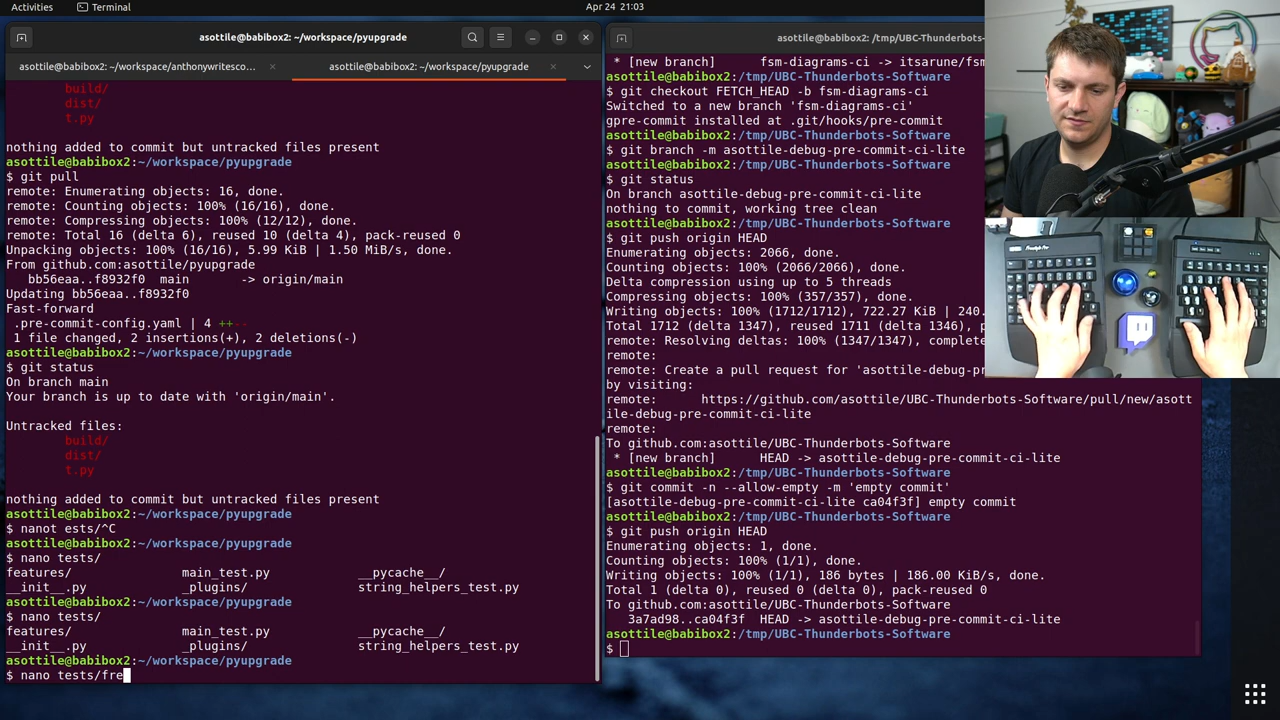 Activities
Terminal
Apr 24 21:03
asottile@babibox2: ~/workspace/pyupgrade
asottile@babibox2: ~/workspace/anthonywritesco…
asottile@babibox2: ~/workspace/pyupgrade
build/
dist/
t.py
nothing added to commit but untracked files present
asottile@babibox2:~/workspace/pyupgrade
$ git pull
remote: Enumerating objects: 16, done.
remote: Counting objects: 100% (16/16), done.
remote: Compressing objects: 100% (12/12), done.
remote: Total 16 (delta 6), reused 10 (delta 4), pack-reused 0
Unpacking objects: 100% (16/16), 5.99 KiB | 1.50 MiB/s, done.
From github.com:asottile/pyupgrade
bb56eaa..f8932f0  main       -> origin/main
Updating bb56eaa..f8932f0
Fast-forward
.pre-commit-config.yaml | 4 ++--
1 file changed, 2 insertions(+), 2 deletions(-)
asottile@babibox2:~/workspace/pyupgrade
$ git status
On branch main
Your branch is up to date with 'origin/main'.
Untracked files:
build/
dist/
t.py
nothing added to commit but untracked files present
asottile@babibox2:~/workspace/pyupgrade
$ nanot ests/^C
asottile@babibox2:~/workspace/pyupgrade
$ nano tests/
features/ main_test.py __pycache__/
__init__.py _plugins/ string_helpers_test.py
asottile@babibox2:~/workspace/pyupgrade
$ nano tests/
features/ main_test.py __pycache__/
__init__.py _plugins/ string_helpers_test.py
asottile@babibox2:~/workspace/pyupgrade
$ nano tests/fre
asottile@babibox2: /tmp/UBC-Thunderbots-
* [new branch]      fsm-diagrams-ci -> itsarune/fsm
asottile@babibox2:/tmp/UBC-Thunderbots-Software
$ git checkout FETCH_HEAD -b fsm-diagrams-ci
Switched to a new branch 'fsm-diagrams-ci'
gpre-commit installed at .git/hooks/pre-commit
asottile@babibox2:/tmp/UBC-Thunderbots-Software
$ git branch -m asottile-debug-pre-commit-ci-lite
asottile@babibox2:/tmp/UBC-Thunderbots-Software
$ git status
On branch asottile-debug-pre-commit-ci-lite
nothing to commit, working tree clean
asottile@babibox2:/tmp/UBC-Thunderbots-Software
$ git push origin HEAD
Enumerating objects: 2066, done.
Counting objects: 100% (2066/2066), done.
Delta compression using up to 5 threads
Compressing objects: 100% (357/357), done.
Writing objects: 100% (1712/1712), 722.27 KiB | 240.
Total 1712 (delta 1347), reused 1711 (delta 1346), p
remote: Resolving deltas: 100% (1347/1347), complete
remote:
remote: Create a pull request for 'asottile-debug-pr
by visiting:
remote:      https://github.com/asottile/UBC-Thunderbots-Software/pull/new/asott
ile-debug-pre-commit-ci-lite
remote:
To github.com:asottile/UBC-Thunderbots-Software
* [new branch]      HEAD -> asottile-debug-pre-commit-ci-lite
asottile@babibox2:/tmp/UBC-Thunderbots-Software
$ git commit -n --allow-empty -m 'empty commit'
[asottile-debug-pre-commit-ci-lite ca04f3f] empty commit
asottile@babibox2:/tmp/UBC-Thunderbots-Software
$ git push origin HEAD
Enumerating objects: 1, done.
Counting objects: 100% (1/1), done.
Writing objects: 100% (1/1), 186 bytes | 186.00 KiB/s, done.
Total 1 (delta 0), reused 0 (delta 0), pack-reused 0
To github.com:asottile/UBC-Thunderbots-Software
3a7ad98..ca04f3f  HEAD -> asottile-debug-pre-commit-ci-lite
asottile@babibox2:/tmp/UBC-Thunderbots-Software
$